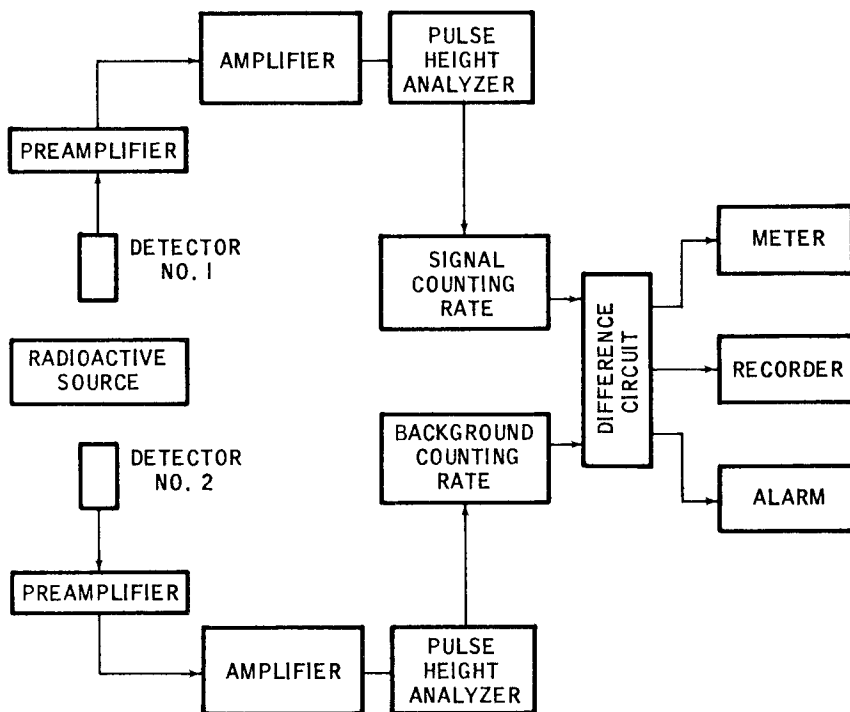 AMPLIFIER
PULSE
HEIGHT
ANALYZER
PREAMPLIFIER
DETECTOR
NO. 1
SIGNAL
COUNTING
RATE
METER
RADIOACTIVE
SOURCE
DIFFERENCE
CIRCUIT
RECORDER
DETECTOR
NO. 2
BACKGROUND
COUNTING
RATE
ALARM
PREAMPLIFIER
AMPLIFIER
PULSE
HEIGHT
ANALYZER